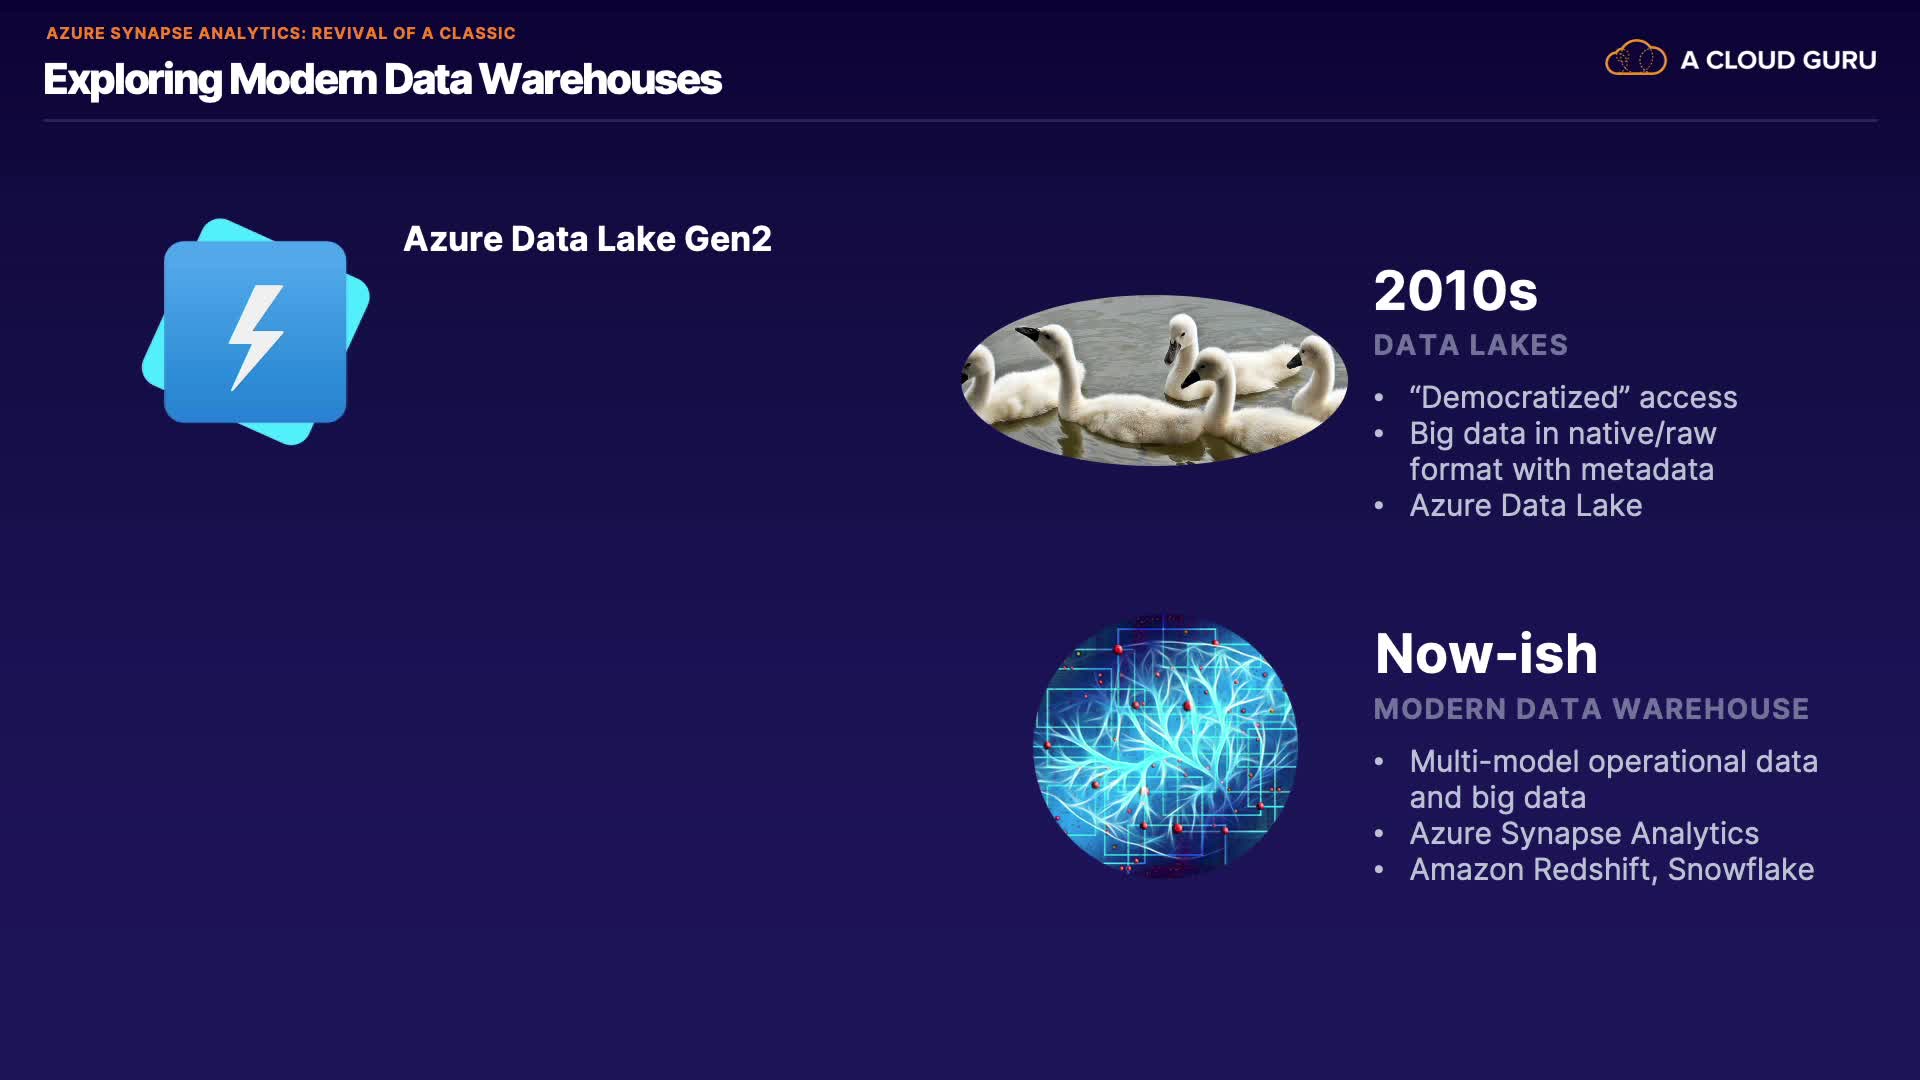 AZURE SYNAPSE ANALYTICS: REVIVAL OF A CLASSIC
Exploring Modern Data Warehouses
A CLOUD GURU
Azure Data Lake Gen2
2010s
DATA LAKES
• “Democratized” access
• Big data in native/raw
format with metadata
• Azure Data Lake
Now-ish
MODERN DATA WAREHOUSE
• Multi-model operational data
and big data
• Azure Synapse Analytics
• Amazon Redshift, Snowflake